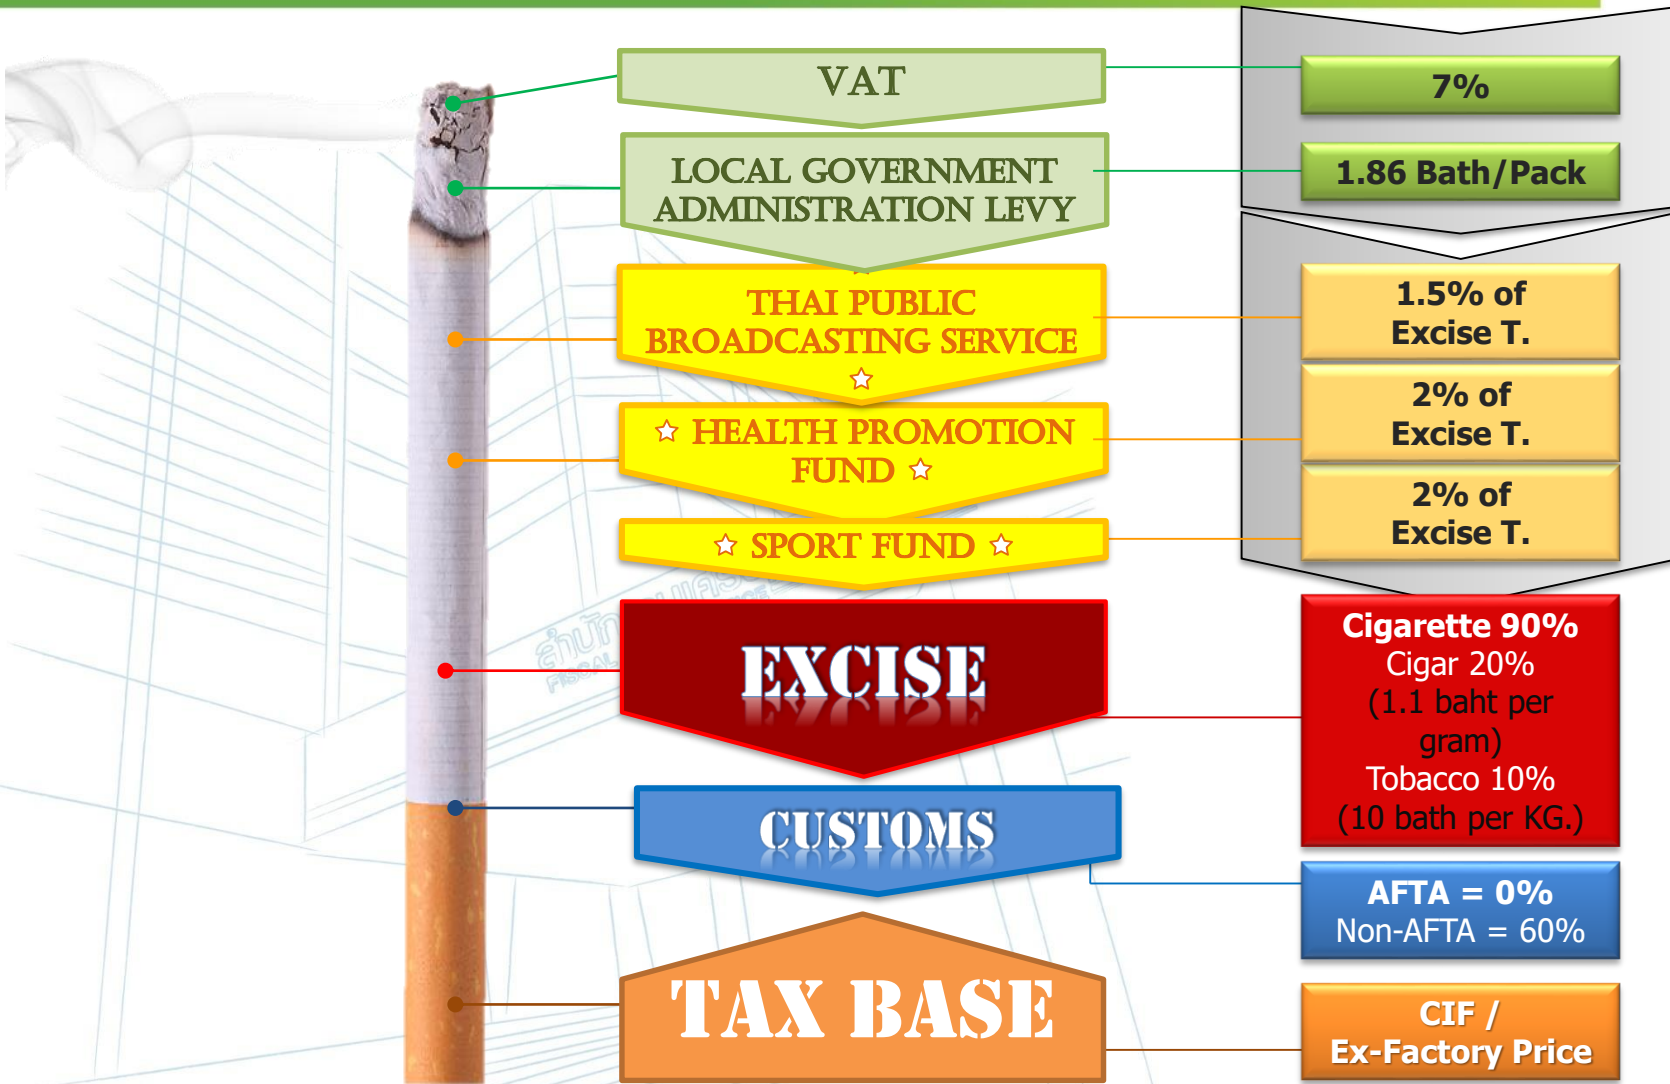 VAT
7%
LOCAL GOVERNMENT
ADMINISTRATION LEVY
1.86 Bath/Pack
THAI PUBLIC
BROADCASTING SERVICE
1.5% of
Excise T.
HEALTH PROMOTION
FUND
2% of
Excise T.
SPORT FUND
2% of
Excise T.
EXCISE
Cigarette 90%
Cigar 20%
(1.1 baht per
gram)
Tobacco 10%
(10 bath per KG.)
CUSTOMS
AFTA = 0%
Non-AFTA = 60%
TAX BASE
CIF /
Ex-Factory Price